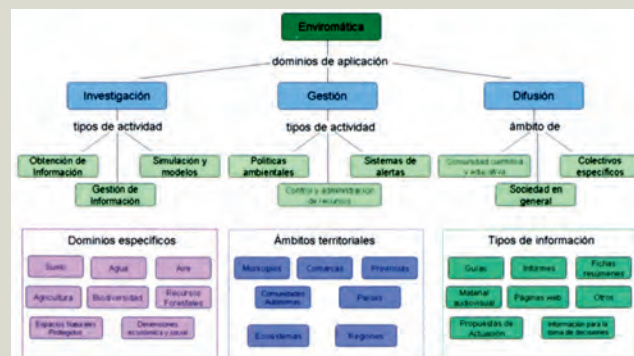 Enviromática
dominios de aplicación
Investigación
Gestión
Difusión
tipos de actividad
tipos de actividad
ámbito de
Obtención de
Información
Simulación y
modelos
Gestión de
Información
Políticas
ambientales
Sistemas de
alertas
Control y administración
de recursos
Comunidad científica
y educativa
Colectivos
específicos
Sociedad en
general
Dominios específicos
Suelo
Agua
Aire
Agricultura
Biodiversidad
Recursos
Forestales
Espacios Naturales
Protegidos
Dimensiones
económica y social
Ámbitos territoriales
Municipios
Comarcas
Provincias
Comunidades
Autónomas
Países
Ecosistemas
Regiones
Tipos de información
Guías
Informes
Fichas
resúmenes
Material
audiovisual
Páginas web
Otros
Propuestas de
Actuación
Información para la
toma de decisiones